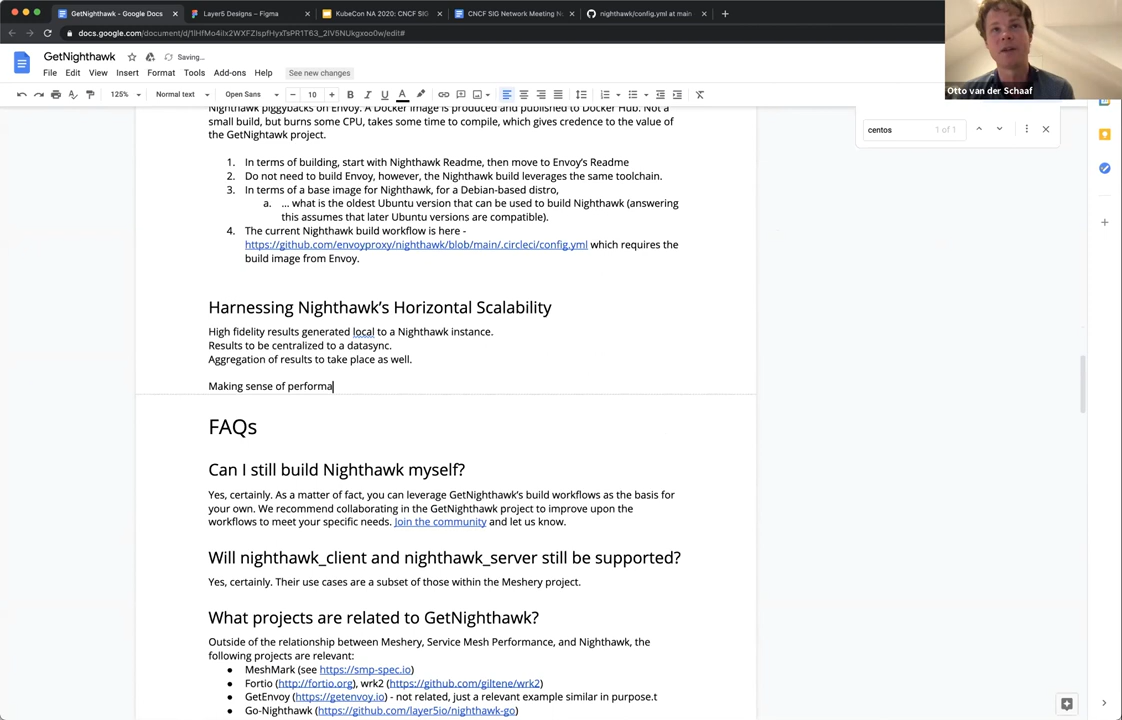 GetNighthawk - Google Docs
Layer5 Designs – Figma
KubeCon NA 2020: CNCF SIG
CNCF SIG Network Meeting N
nighthawk/config.yml at main
GetNighthawk
Saving...
File Edit View Insert Format Tools Add-ons Help See new changes
125% Normal text Open Sans 10
Otto van der Schaaf
centos 1 of 1
Nighthawk piggybacks on Envoy. A Docker image is produced and published to Docker Hub. Not a
small build, but burns some CPU, takes some time to compile, which gives credence to the value of
the GetNightawk project.
1. In terms of building, start with Nighthawk Readme, then move to Envoy's Readme
2. Do not need to build Envoy, however, the Nighthawk build leverages the same toolchain.
3. In terms of a base image for Nighthawk, for a Debian-based distro,
a. ... what is the oldest Ubuntu version that can be used to build Nighthawk (answering
this assumes that later Ubuntu versions are compatible).
4. The current Nighthawk build workflow is here -
https://github.com/envoyproxy/nighthawk/blob/main/.circleci/config.yml which requires the
build image from Envoy.
Harnessing Nighthawk's Horizontal Scalability
High fidelity results generated local to a Nighthawk instance.
Results to be centralized to a datasync.
Aggregation of results to take place as well.
Making sense of performa
FAQs
Can I still build Nighthawk myself?
Yes, certainly. As a matter of fact, you can leverage GetNighthawk's build workflows as the basis for
your own. We recommend collaborating in the GetNighthawk project to improve upon the
workflows to meet your specific needs. Join the community and let us know.
Will nighthawk_client and nighthawk_server still be supported?
Yes, certainly. Their use cases are a subset of those within the Meshery project.
What projects are related to GetNighthawk?
Outside of the relationship between Meshery, Service Mesh Performance, and Nighthawk, the
following projects are relevant:
● MeshMark (see https://smp-spec.io)
● Fortio (http://fortio.org), wrk2 (https://github.com/giltene/wrk2)
● GetEnvoy (https://getenvoy.io) - not related, just a relevant example similar in purpose.t
● Go-Nighthawk (https://github.com/layer5io/nighthawk-go)